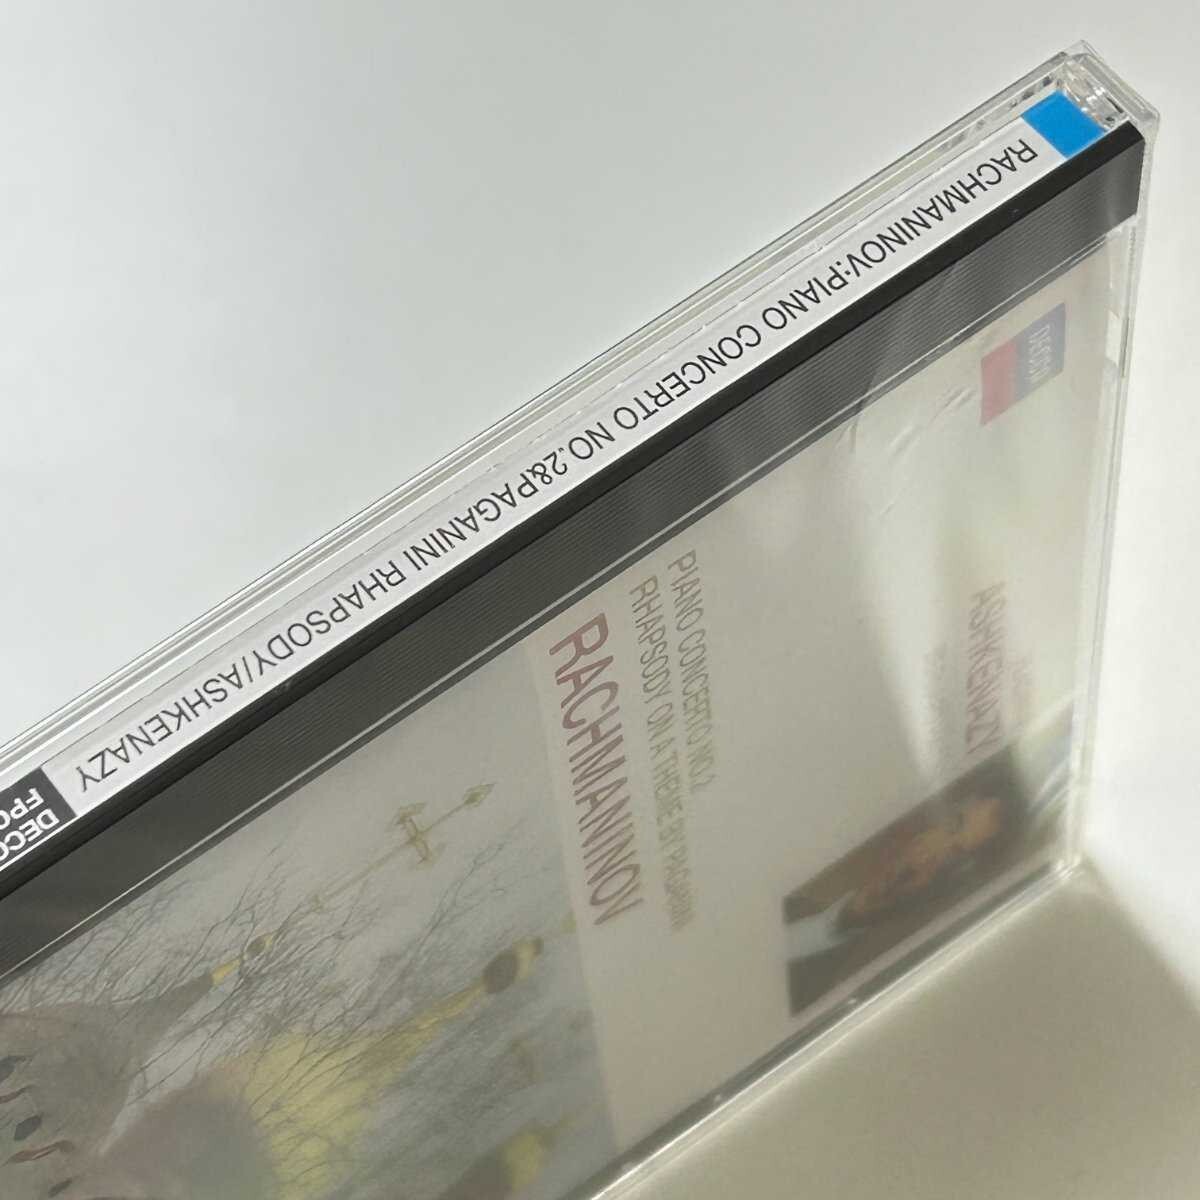 RACHMANINOV:PIANO CONCERTO NO.2&PAGANINI RHAPSODY/ASHKENAZY
DECCA
PIANO CONCERTO NO.2
RHAPSODY ON A THEME BY PAGANINI
RACHMANINOV
ASHKENAZY